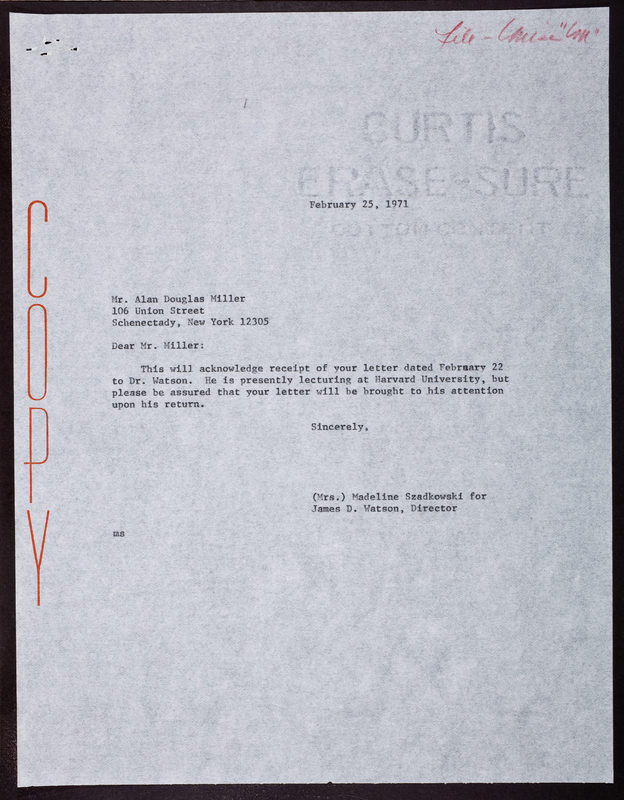 File -
CURTIS
ERASE-SURE
COTTON CONTENT
February 25, 1971
COPY
Mr. Alan Douglas Miller
106 Union Street
Schenectady, New York 12305
Dear Mr. Miller:
This will acknowledge receipt of your letter dated February 22
to Dr. Watson. He is presently lecturing at Harvard University, but
please be assured that your letter will be brought to his attention
upon his return.
Sincerely,
(Mrs.) Madeline Szadkowski for
James D. Watson, Director
ms